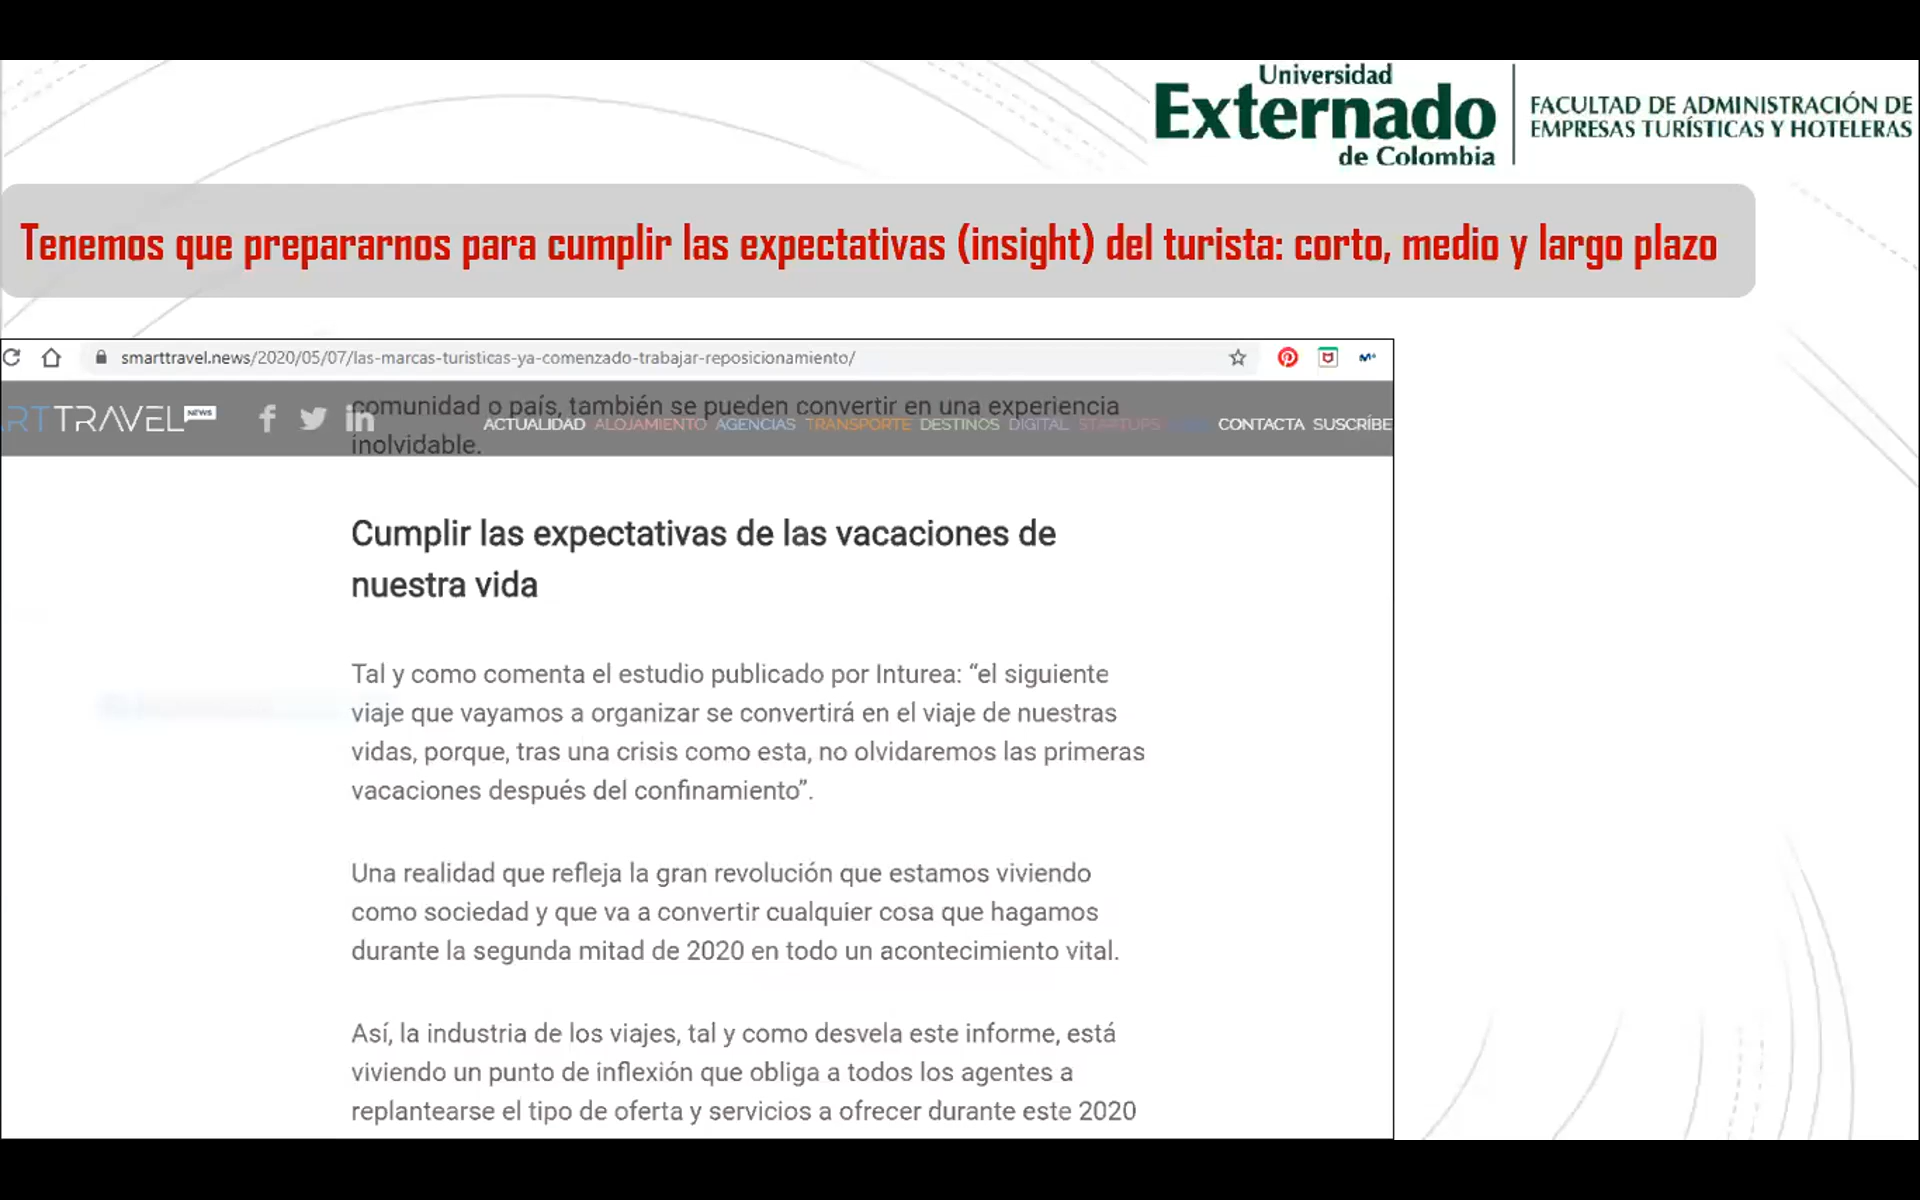 Universidad
Externado
de Colombia
FACULTAD DE ADMINISTRACIÓN DE
EMPRESAS TURÍSTICAS Y HOTELERAS
Tenemos que prepararnos para cumplir las expectativas (insight) del turista: corto, medio y largo plazo
smarttravel.news/2020/05/07/las-marcas-turisticas-ya-comenzado-trabajar-reposicionamiento/
RTTRAVEL NEWS
ACTUALIDAD ALOJAMIENTO AGENCIAS TRANSPORTE DESTINOS DIGITAL STARTUPS CONTACTA SUSCRÍBE
comunidad o país, también se pueden convertir en una experiencia
inolvidable.
Cumplir las expectativas de las vacaciones de
nuestra vida
Tal y como comenta el estudio publicado por Inturea: “el siguiente
viaje que vayamos a organizar se convertirá en el viaje de nuestras
vidas, porque, tras una crisis como esta, no olvidaremos las primeras
vacaciones después del confinamiento”.
Una realidad que refleja la gran revolución que estamos viviendo
como sociedad y que va a convertir cualquier cosa que hagamos
durante la segunda mitad de 2020 en todo un acontecimiento vital.
Así, la industria de los viajes, tal y como desvela este informe, está
viviendo un punto de inflexión que obliga a todos los agentes a
replantearse el tipo de oferta y servicios a ofrecer durante este 2020